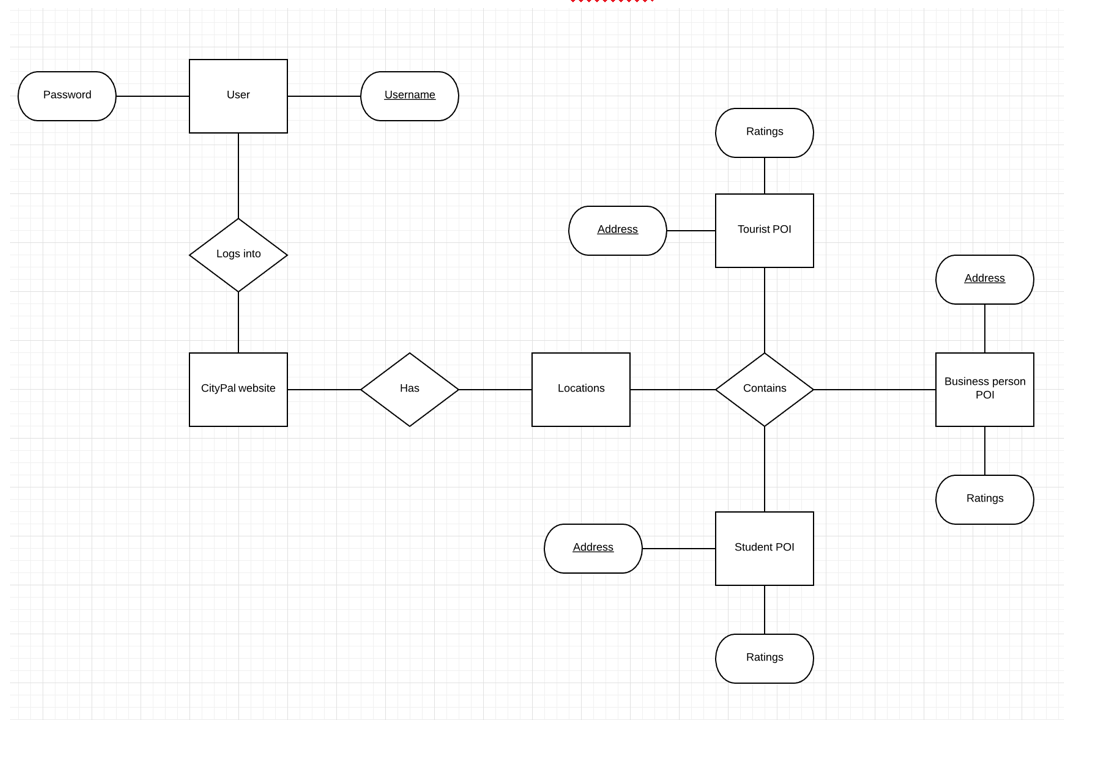 Password
User
Username
Ratings
Address
Tourist POI
Logs into
Address
CityPal website
Has
Locations
Contains
Business person
POI
Ratings
Address
Student POI
Ratings